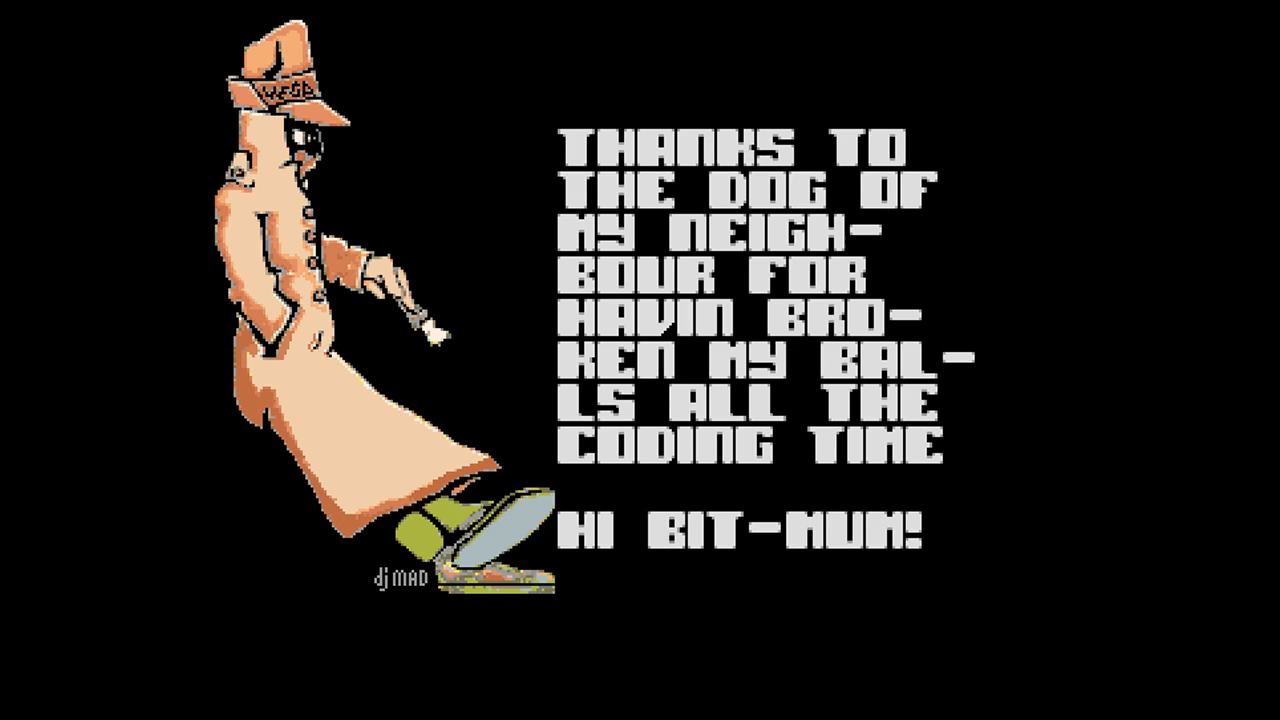 VEGA
THANKS TO
THE DOG OF
MY NEIGH-
BOUR FOR
HAVIN BRO-
KEN MY BAL-
LS ALL THE
CODING TIME
HI BIT-MUM!
dj MAD